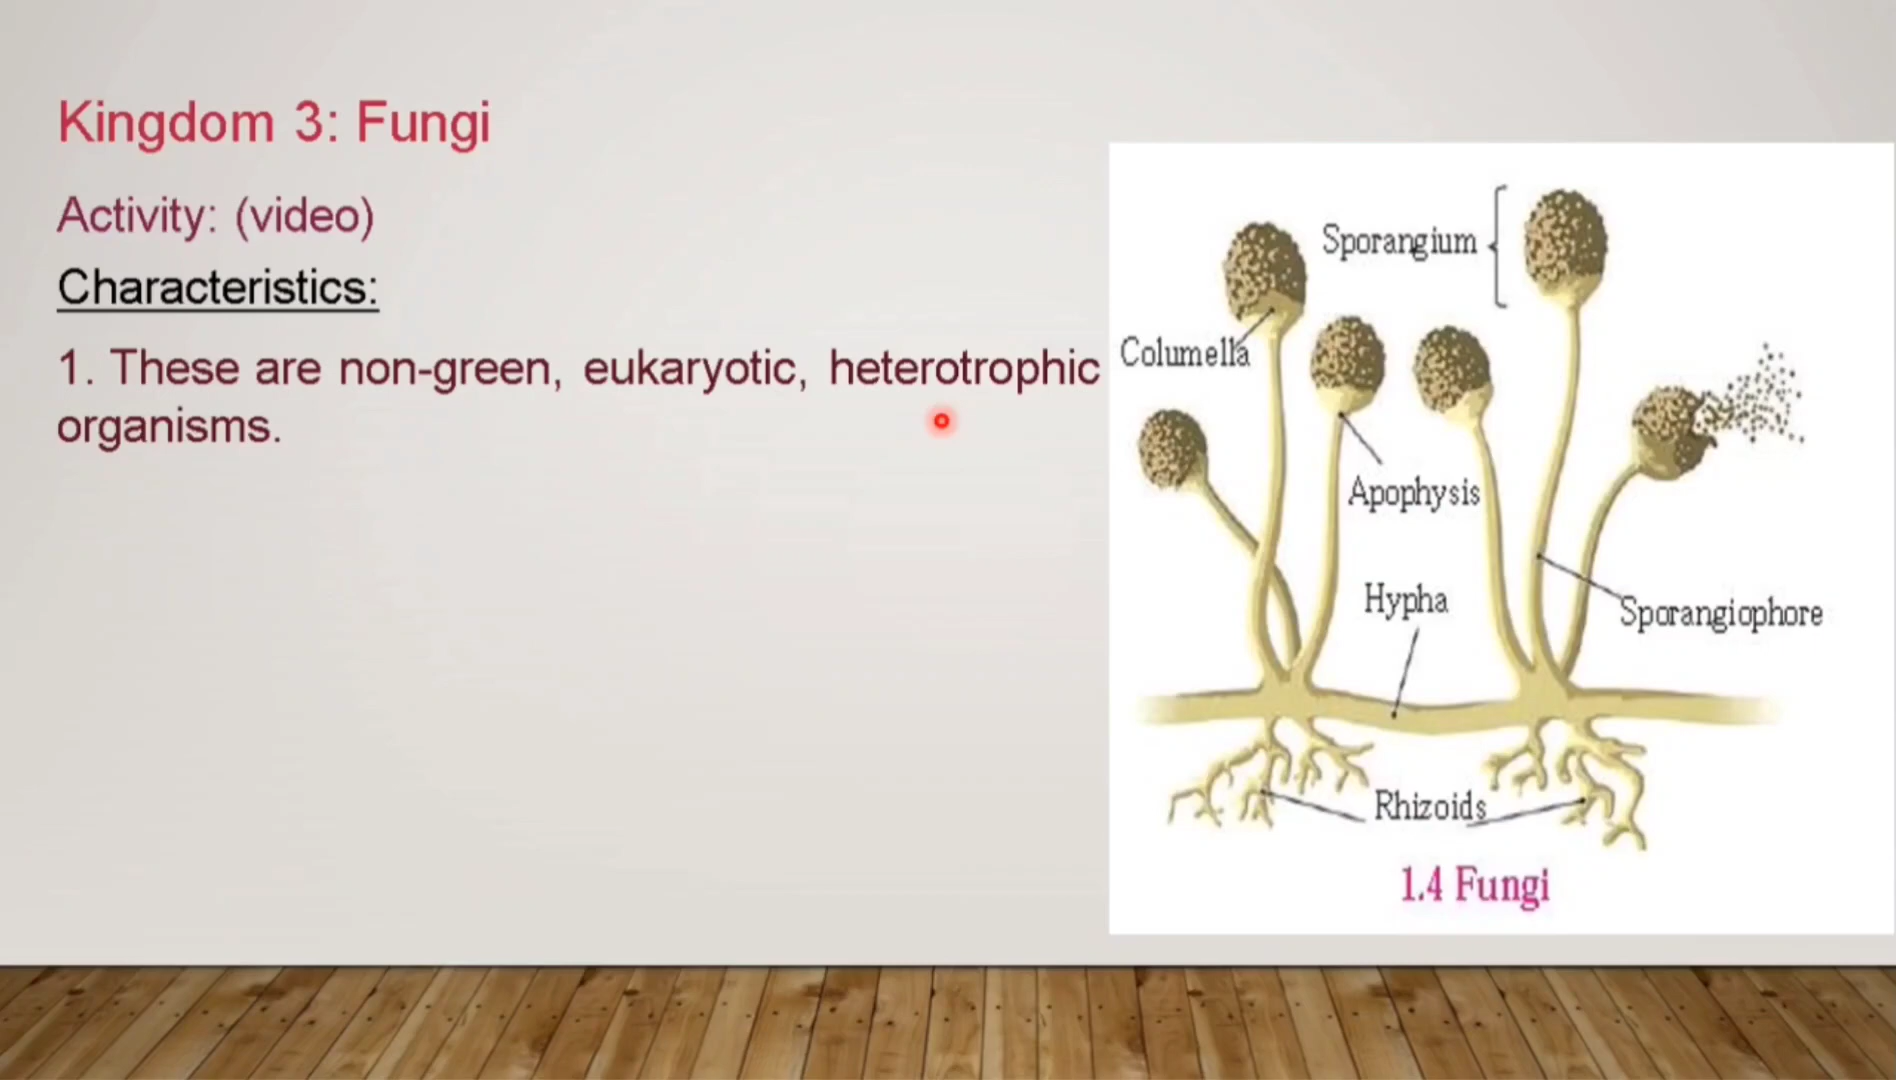 Kingdom 3: Fungi
Activity: (video)
Characteristics:
1. These are non-green, eukaryotic, heterotrophic
organisms.
Sporangium
Columella
Apophysis
Hypha
Sporangiophore
Rhizoids
1.4 Fungi